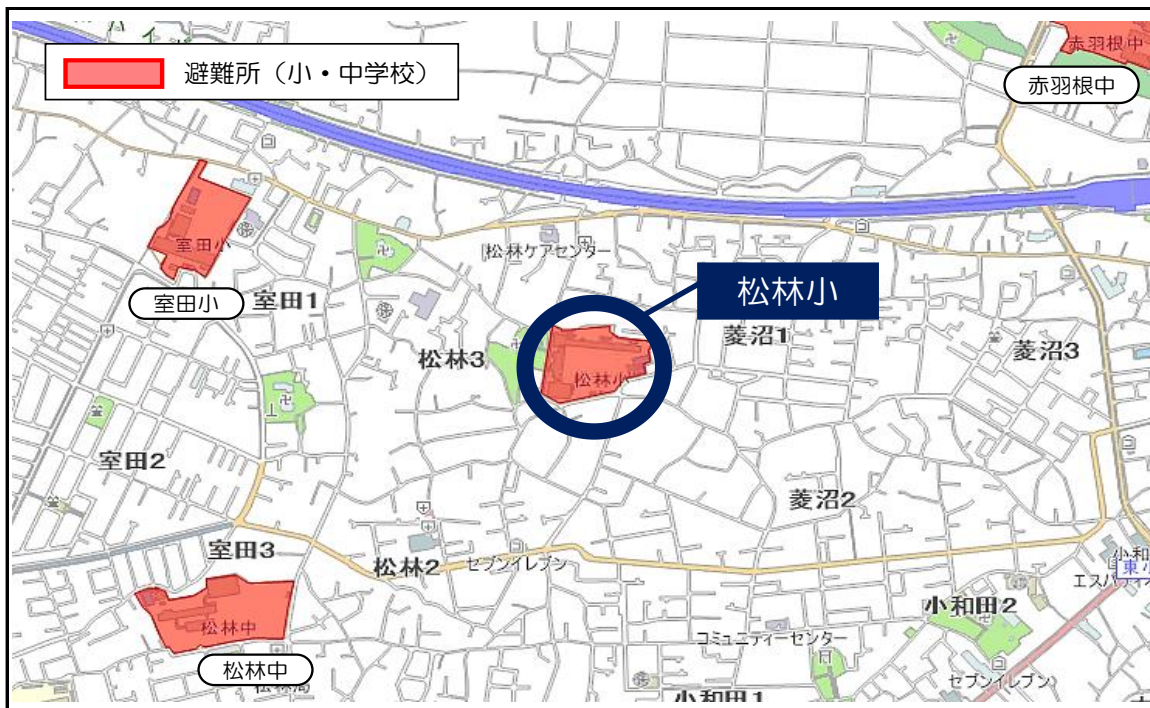 避難所（小・中学校）
赤羽根中
赤羽根中
室田小
室田小
室田1
松林ケアセンター
松林小
松林3
松林小
菱沼1
菱沼3
室田2
菱沼2
室田3
松林2
セブンイレブン
小和田2
松林中
松林中
コミュニティーセンター
セブンイレブン
小和田1